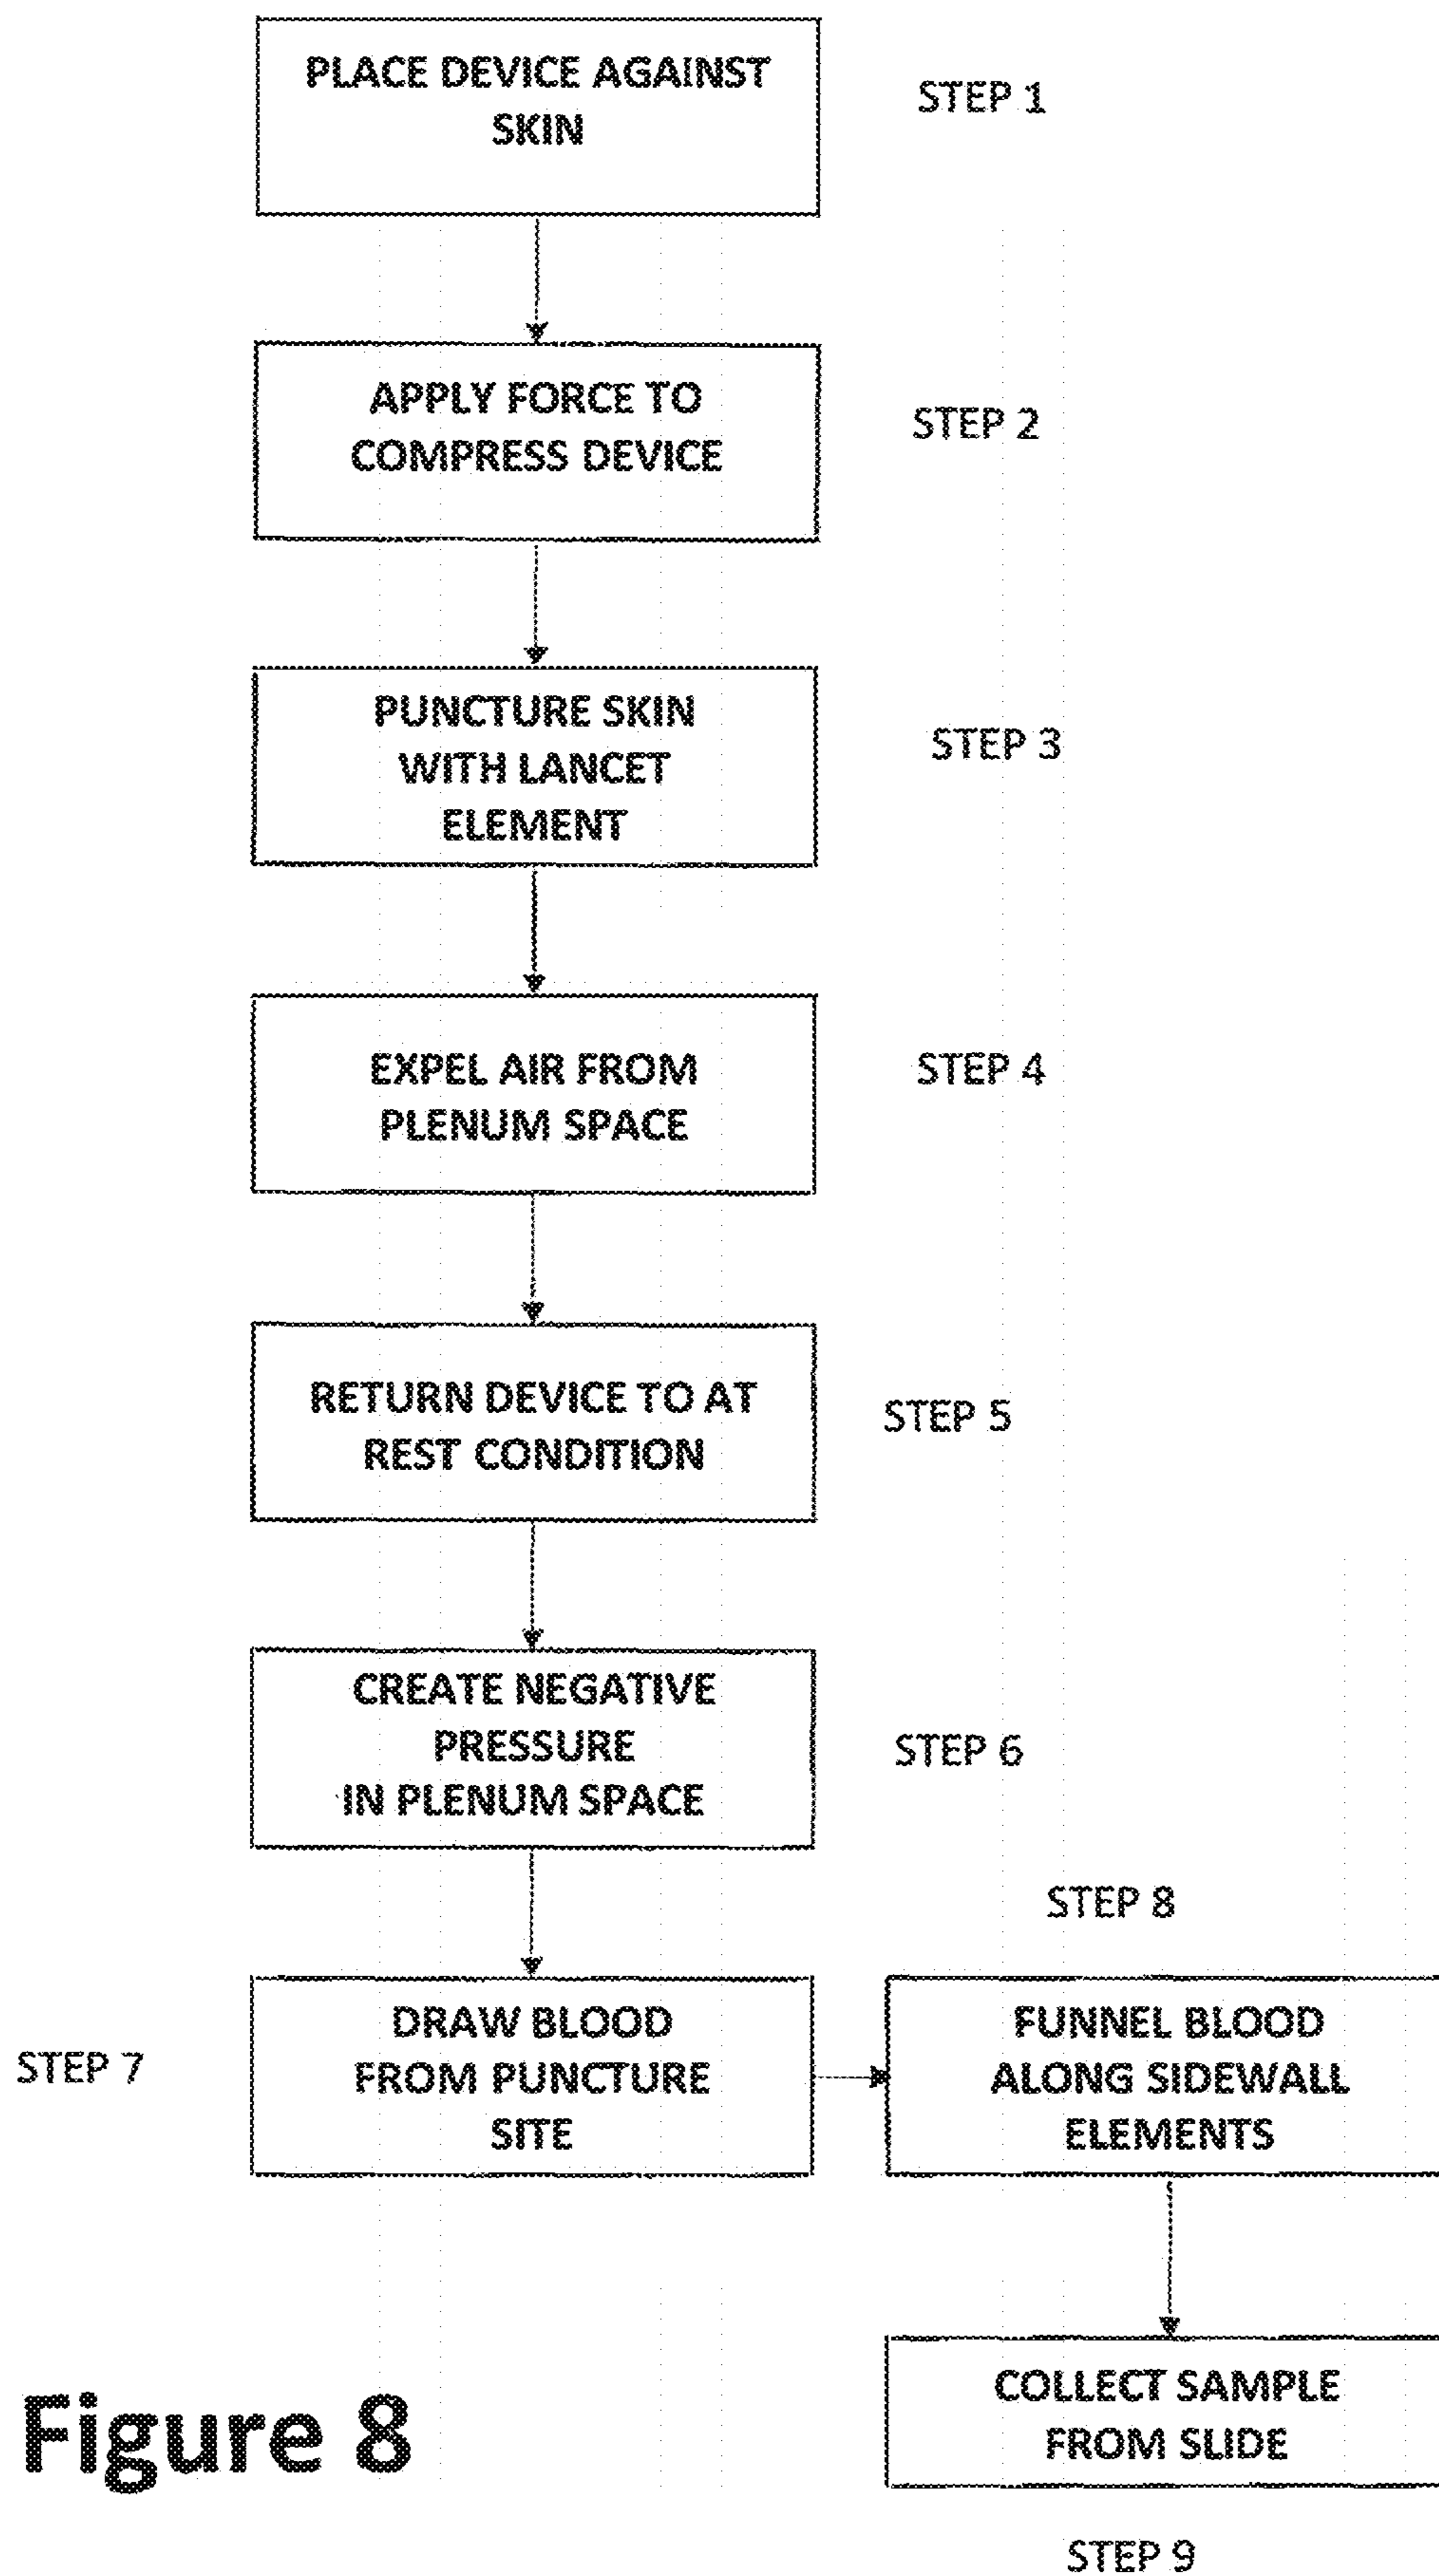 PLACE DEVICE AGAINST
SKIN
STEP 1
APPLY FORCE TO
COMPRESS DEVICE
STEP 2
PUNCTURE SKIN
WITH LANCET
ELEMENT
STEP 3
EXPEL AIR FROM
PLENUM SPACE
STEP 4
RETURN DEVICE TO AT
REST CONDITION
STEP 5
CREATE NEGATIVE
PRESSURE
IN PLENUM SPACE
STEP 6
STEP 7
DRAW BLOOD
FROM PUNCTURE
SITE
STEP 8
FUNNEL BLOOD
ALONG SIDEWALL
ELEMENTS
COLLECT SAMPLE
FROM SLIDE
STEP 9
Figure 8